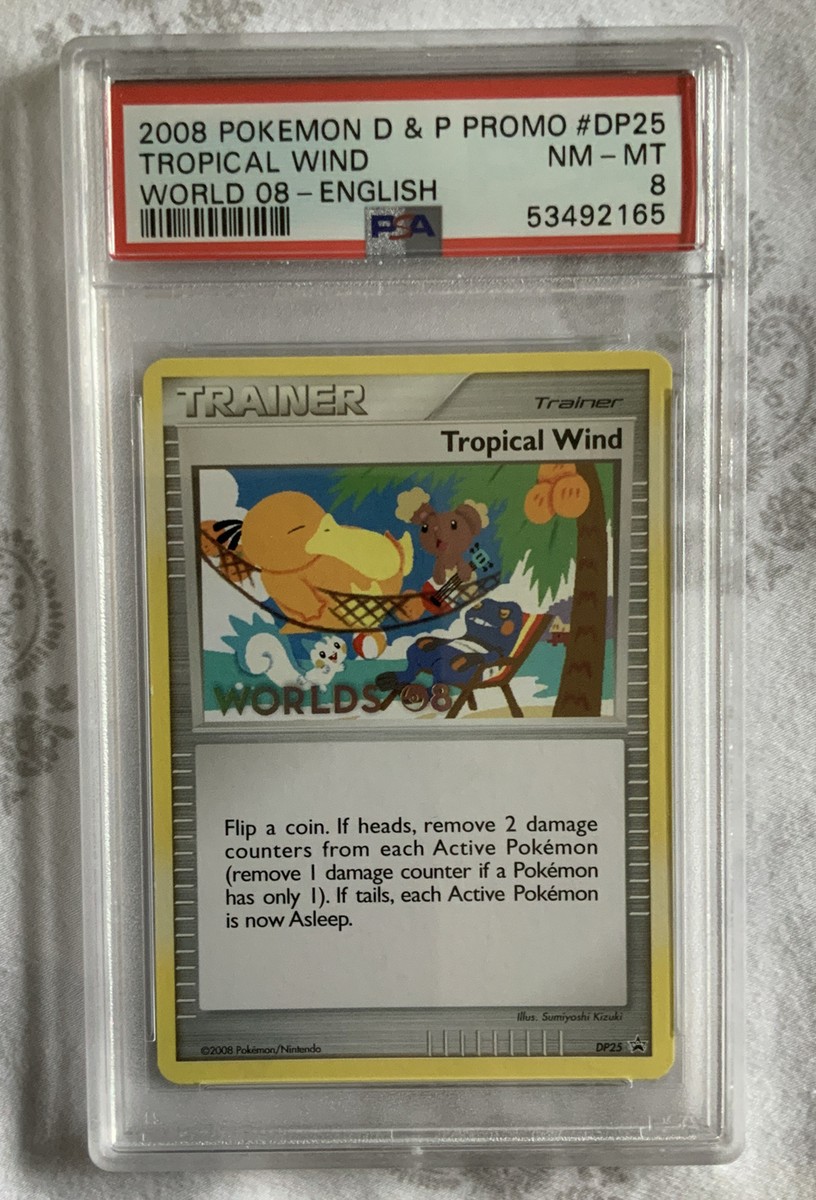 2008 POKEMON D & P PROMO #DP25
TROPICAL WIND NM - MT
WORLD 08 - ENGLISH 8
PSA 53492165
TRAINER Trainer
Tropical Wind
WORLDS '08
Flip a coin. If heads, remove 2 damage
counters from each Active Pokémon
(remove 1 damage counter if a Pokémon
has only 1). If tails, each Active Pokémon
is now Asleep.
Illus. Sumiyoshi Kizuki
©2008 Pokémon/Nintendo DP25